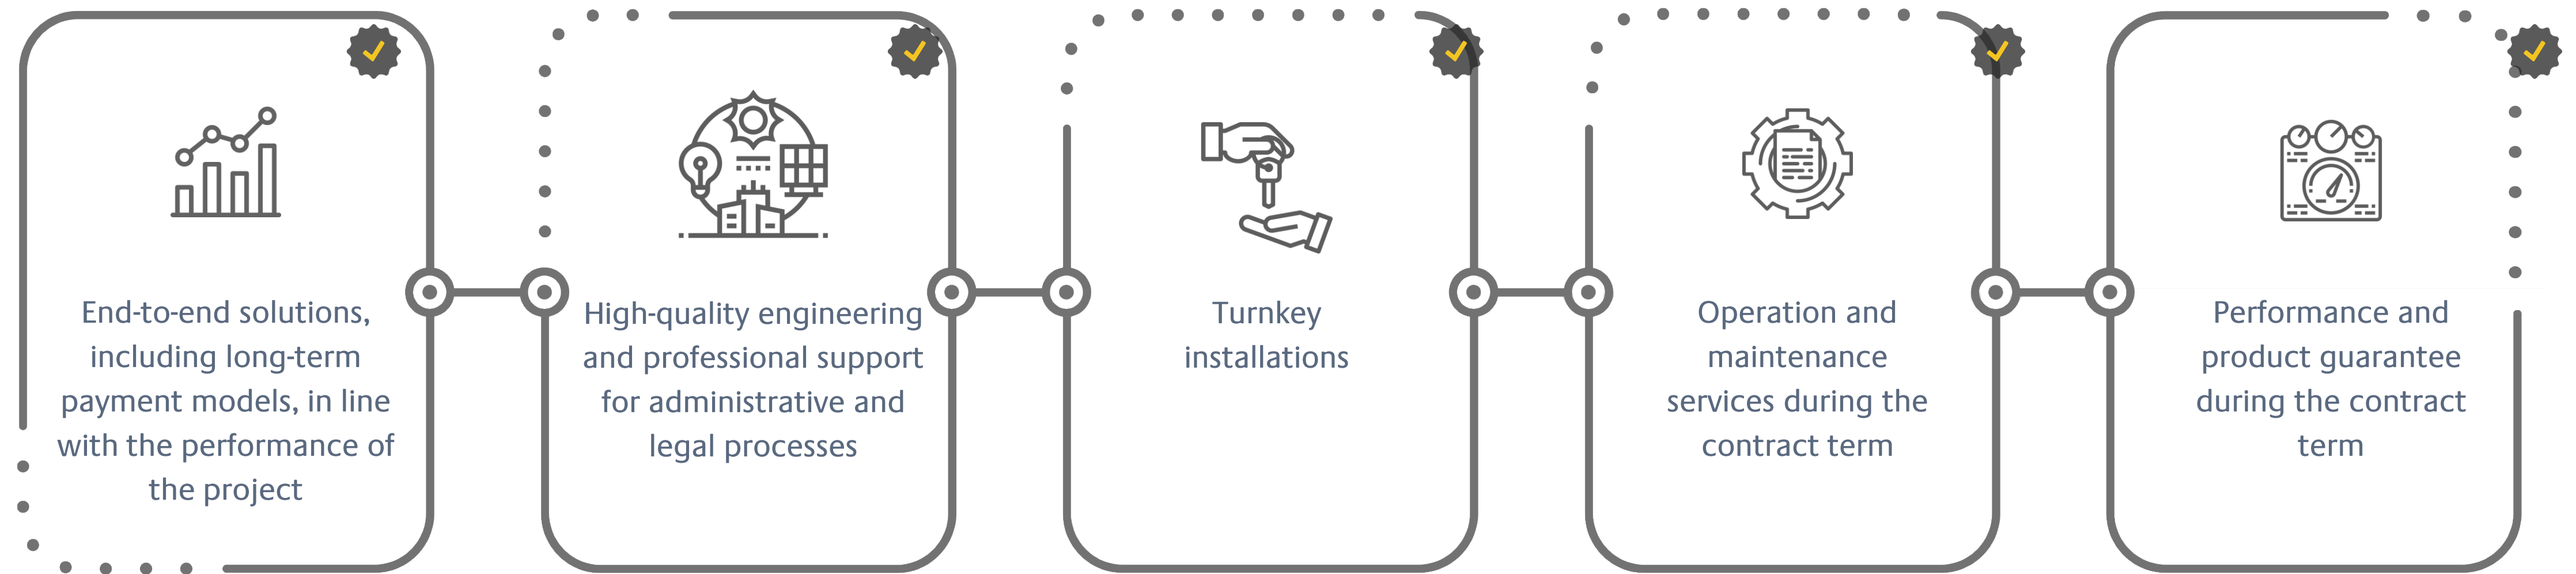 End-to-end solutions,
including long-term
payment models, in line
with the performance of
the project
High-quality engineering
and professional support
for administrative and
legal processes
Turnkey
installations
Operation and
maintenance
services during the
contract term
Performance and
product guarantee
during the contract
term